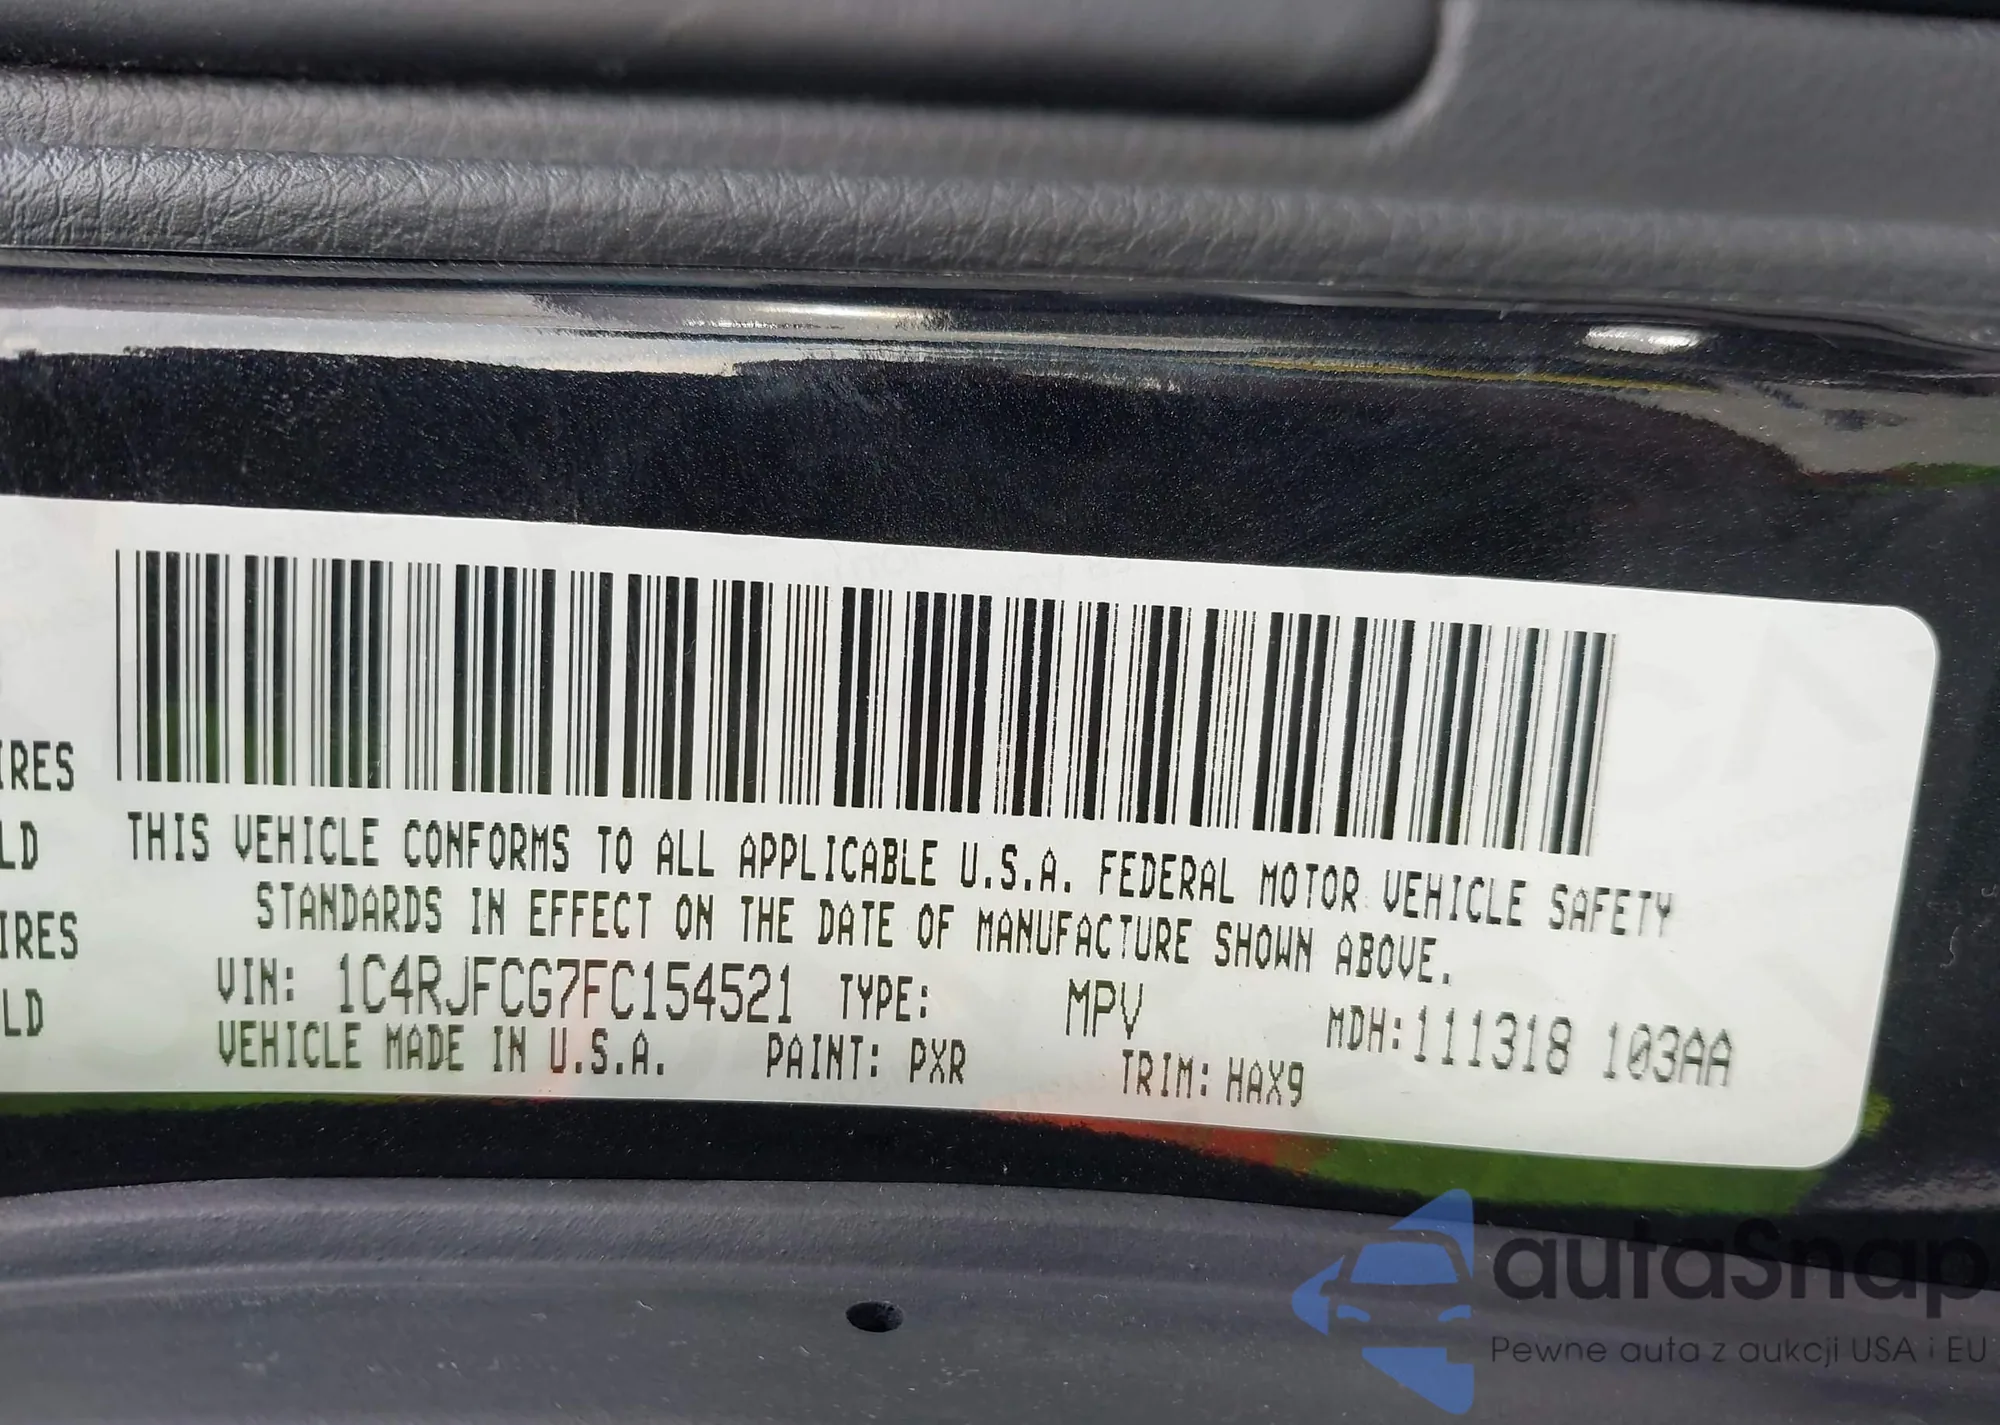 IRES
LD
IRES
LD
THIS VEHICLE CONFORMS TO ALL APPLICABLE U.S.A. FEDERAL MOTOR VEHICLE SAFETY
STANDARDS IN EFFECT ON THE DATE OF MANUFACTURE SHOWN ABOVE.
VIN: 1C4RJFCG7FC154521 TYPE: MPV MDH:111318 103AA
VEHICLE MADE IN U.S.A. PAINT: PXR TRIM: HAX9
autaSnap
Pewne auta z aukcji USA i EU